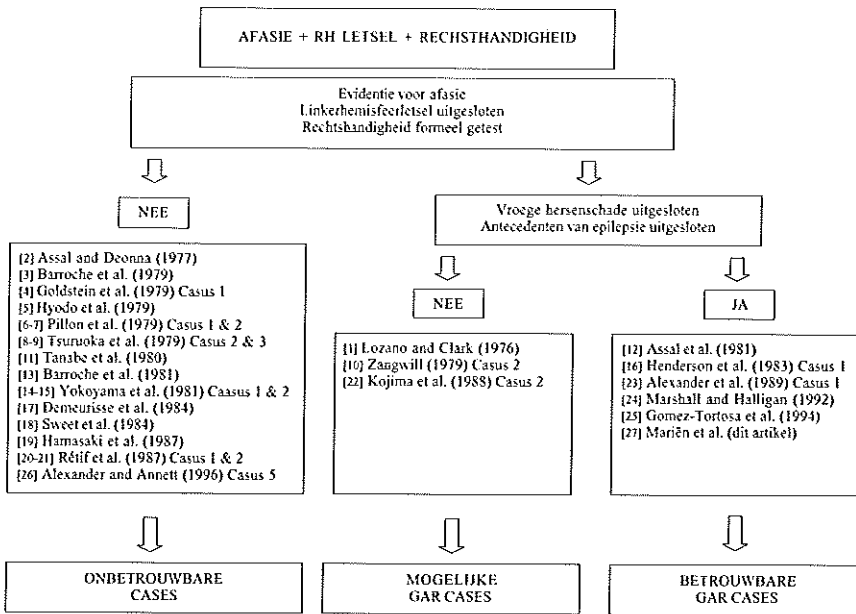 AFASIE + RH LETSEL + RECHSTHANDIGHEID
Evidentie voor afasie
Linkerhemisfeerletsel uitgesloten
Rechtshandigheid formeel getest
NEE
Vroege hersenschade uitgesloten
Antecedenten van epilepsie uitgesloten
[2] Assal and Deonna (1977)
[3] Barroche et al. (1979)
[4] Goldstein et al. (1979) Casus 1
[5] Hyodo et al. (1979)
[6-7] Pillon et al. (1979) Casus 1 & 2
[8-9] Tsuruoka et al. (1979) Casus 2 & 3
[11] Tanabe et al. (1980)
[13] Barroche et al. (1981)
[14-15] Yokoyama et al. (1981) Caasus 1 & 2
[17] Demeurisse et al. (1984)
[18] Sweet et al. (1984)
[19] Hamasaki et al. (1987)
[20-21] Rétif et al. (1987) Casus 1 & 2
[26] Alexander and Annett (1996) Casus 5
NEE
JA
[1] Lozano and Clark (1976)
[10] Zangwill (1979) Casus 2
[22] Kojima et al. (1988) Casus 2
[12] Assal et al. (1981)
[16] Henderson et al. (1983) Casus 1
[23] Alexander et al. (1989) Casus 1
[24] Marshall and Halligan (1992)
[25] Gomez-Tortosa et al. (1994)
[27] Mariën et al. (dit artikel)
ONBETROUWBARE
CASES
MOGELIJKE
GAR CASES
BETROUWBARE
GAR CASES